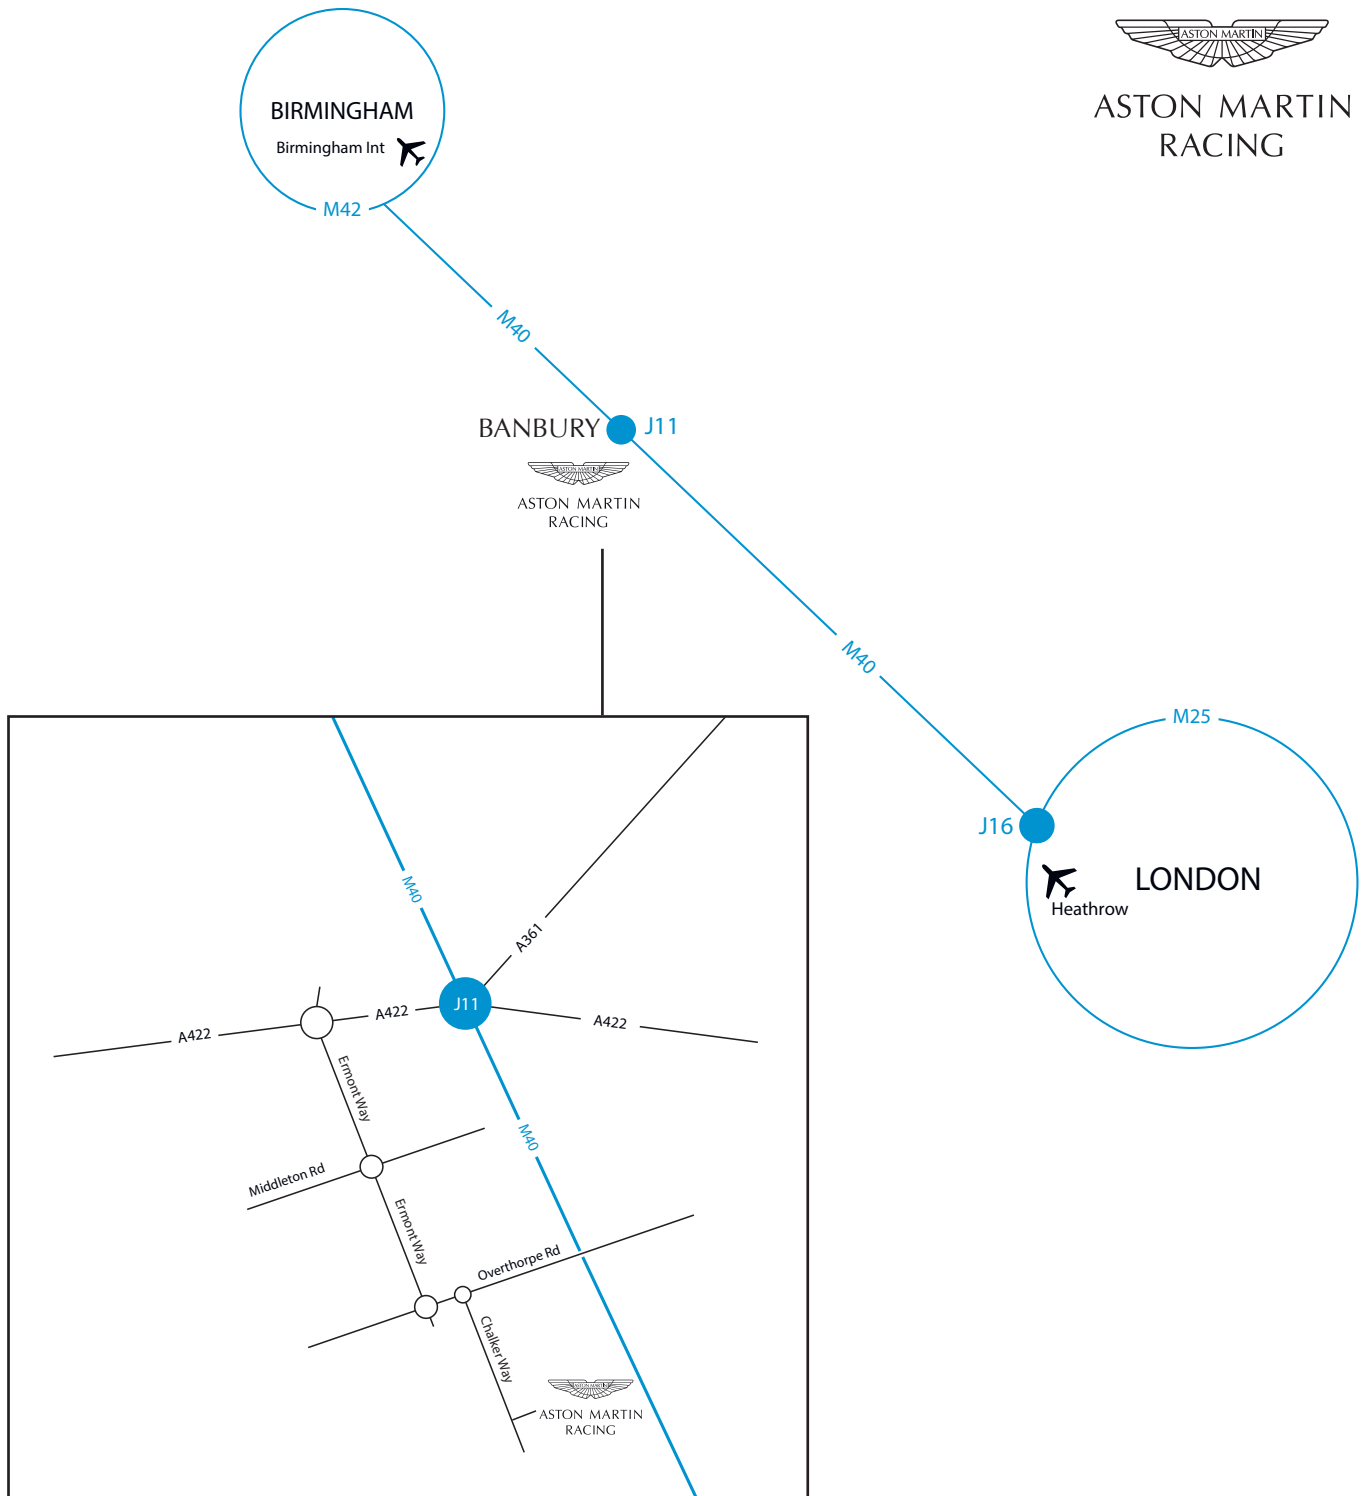 ASTON MARTIN
ASTON MARTIN
RACING
BIRMINGHAM
Birmingham Int
M42
M40
BANBURY
J11
ASTON MARTIN
ASTON MARTIN
RACING
M40
M25
J16
LONDON
Heathrow
M40
A361
J11
A422
A422
A422
Ermont Way
M40
Middleton Rd
Ermont Way
Overthorpe Rd
Chalker Way
ASTON MARTIN
ASTON MARTIN
RACING